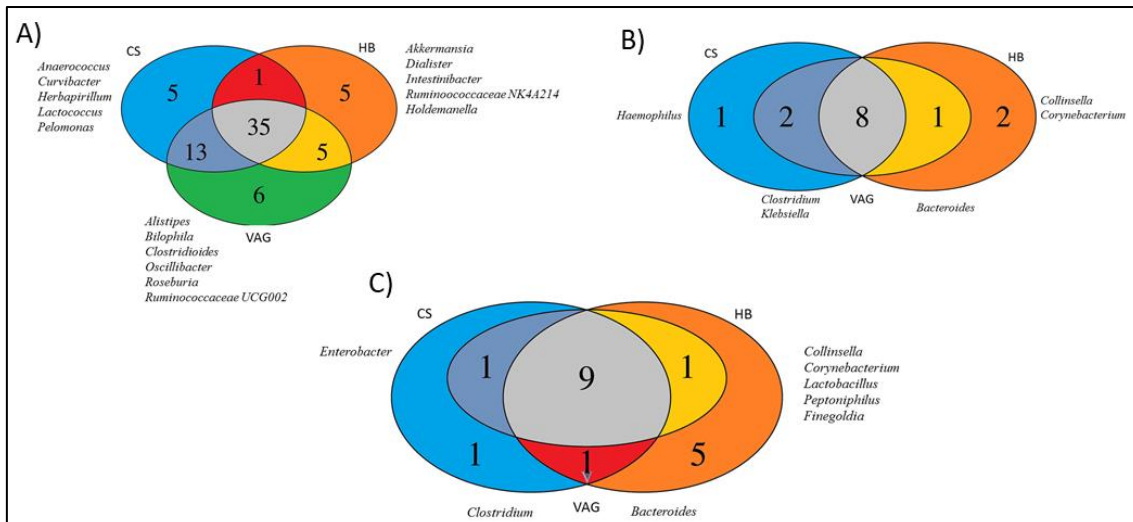 A)
CS
HB
Anaerococcus
Curvibacter
Herbapirillum
Lactococcus
Pelomonas
5
1
5
Akkermansia
Dialister
Intestinibacter
Ruminoococcaceae NK4A214
Holdemanella
35
13
5
6
VAG
Alistipes
Bilophila
Clostridioides
Oscillibacter
Roseburia
Ruminococcaceae UCG002
B)
CS
HB
Haemophilus
1
2
8
1
2
Collinsella
Corynebacterium
Clostridium
Klebsiella
VAG
Bacteroides
C)
CS
HB
Enterobacter
1
9
1
Collinsella
Corynebacterium
Lactobacillus
Peptoniphilus
Finegoldia
1
1
5
Clostridium
VAG
Bacteroides